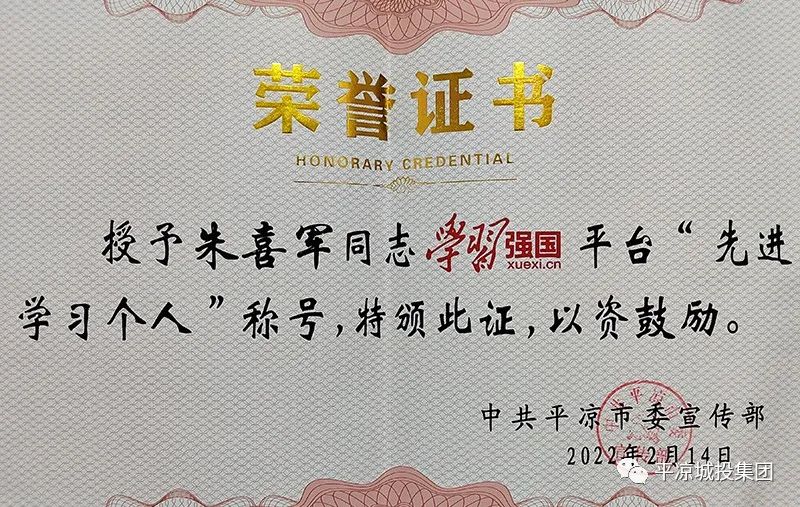 荣誉证书
HONORARY CREDENTIAL
授予朱喜军同志學習强国 xuexi.cn 平台“先进
学习个人”称号,特颁此证,以资鼓励。
中共平凉市委宣传部
2022年2月14日
平凉城投集团